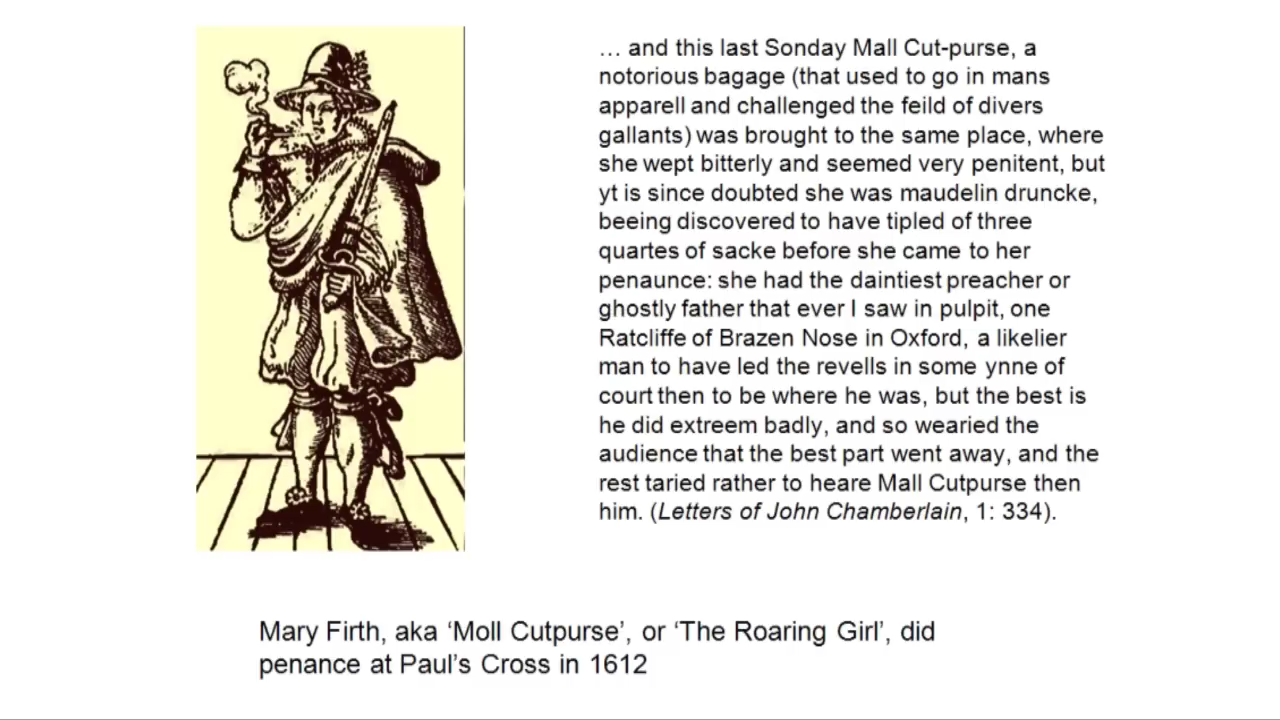 … and this last Sonday Mall Cut-purse, a
notorious bagage (that used to go in mans
apparell and challenged the feild of divers
gallants) was brought to the same place, where
she wept bitterly and seemed very penitent, but
yt is since doubted she was maudelin druncke,
beeing discovered to have tipled of three
quartes of sacke before she came to her
penaunce: she had the daintiest preacher or
ghostly father that ever I saw in pulpit, one
Ratcliffe of Brazen Nose in Oxford, a likelier
man to have led the revells in some ynne of
court then to be where he was, but the best is
he did extreem badly, and so wearied the
audience that the best part went away, and the
rest taried rather to heare Mall Cutpurse then
him. (Letters of John Chamberlain, 1: 334).
Mary Firth, aka ‘Moll Cutpurse’, or ‘The Roaring Girl’, did
penance at Paul’s Cross in 1612